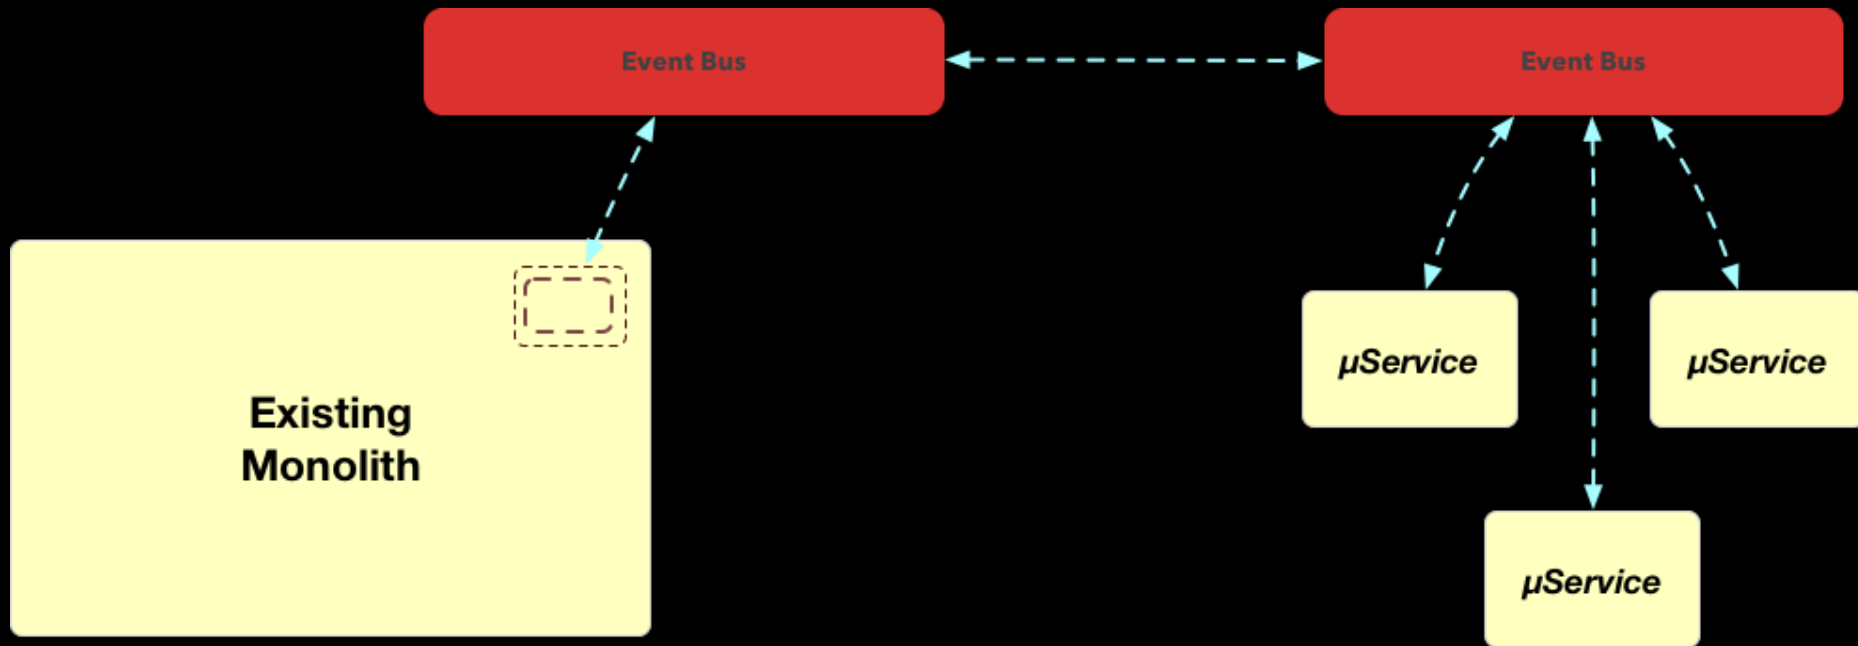 Event Bus
Event Bus
Existing
Monolith
µService
µService
µService